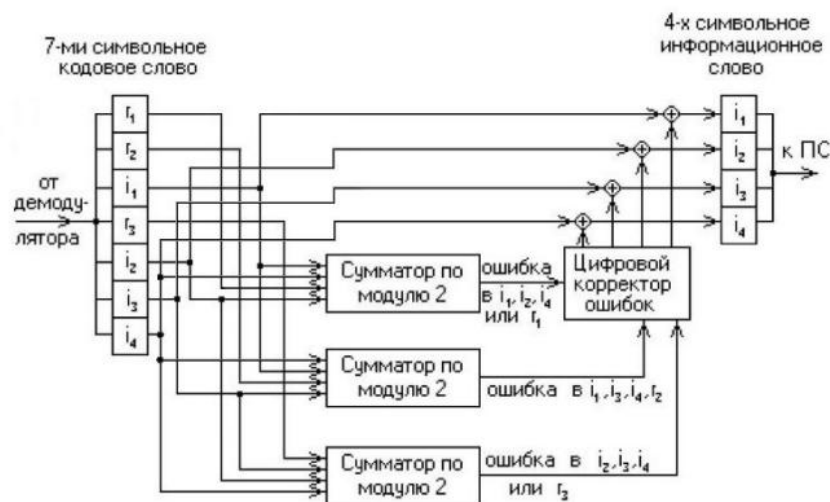 7-ми символьное
кодовое слово
4-х символьное
информационное
слово
r₁
r₂
i₁
r₃
i₂
i₃
i₄
от
демоду-
лятора
i₁
i₂
i₃
i₄
к ПС
Сумматор по
модулю 2
ошибка
в i₁, i₂, i₄
или r₁
Цифровой
корректор
ошибок
Сумматор по
модулю 2
ошибка в i₁, i₃, i₄, r₂
Сумматор по
модулю 2
ошибка в i₂, i₃, i₄
или r₃